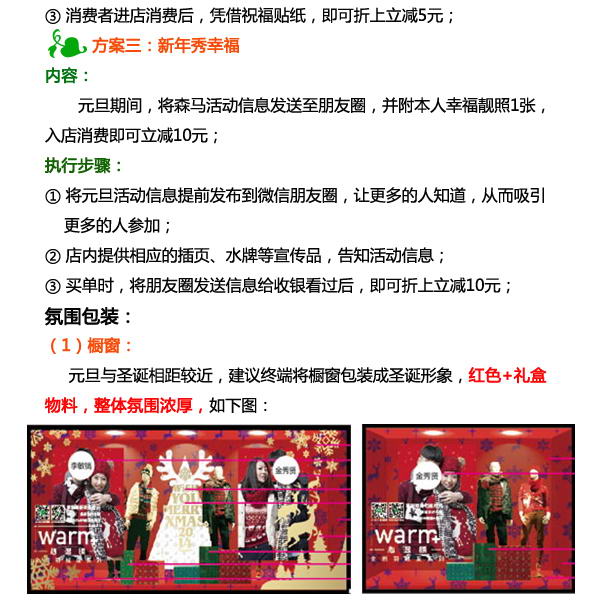 ③ 消费者进店消费后，凭借祝福贴纸，即可折上立减5元；
方案三：新年秀幸福
内容：
元旦期间，将森马活动信息发送至朋友圈，并附本人幸福靓照1张，
入店消费即可立减10元；
执行步骤：
① 将元旦活动信息提前发布到微信朋友圈，让更多的人知道，从而吸引
更多的人参加；
② 店内提供相应的插页、水牌等宣传品，告知活动信息；
③ 买单时，将朋友圈发送信息给收银看过后，即可折上立减10元；
氛围包装：
（1）橱窗：
元旦与圣诞相距较近，建议终端将橱窗包装成圣诞形象，红色+礼盒
物料，整体氛围浓厚，如下图：
李敏镐
金秀贤
YOU
MERRY
XMAS
20
14
warm
金秀贤
warm